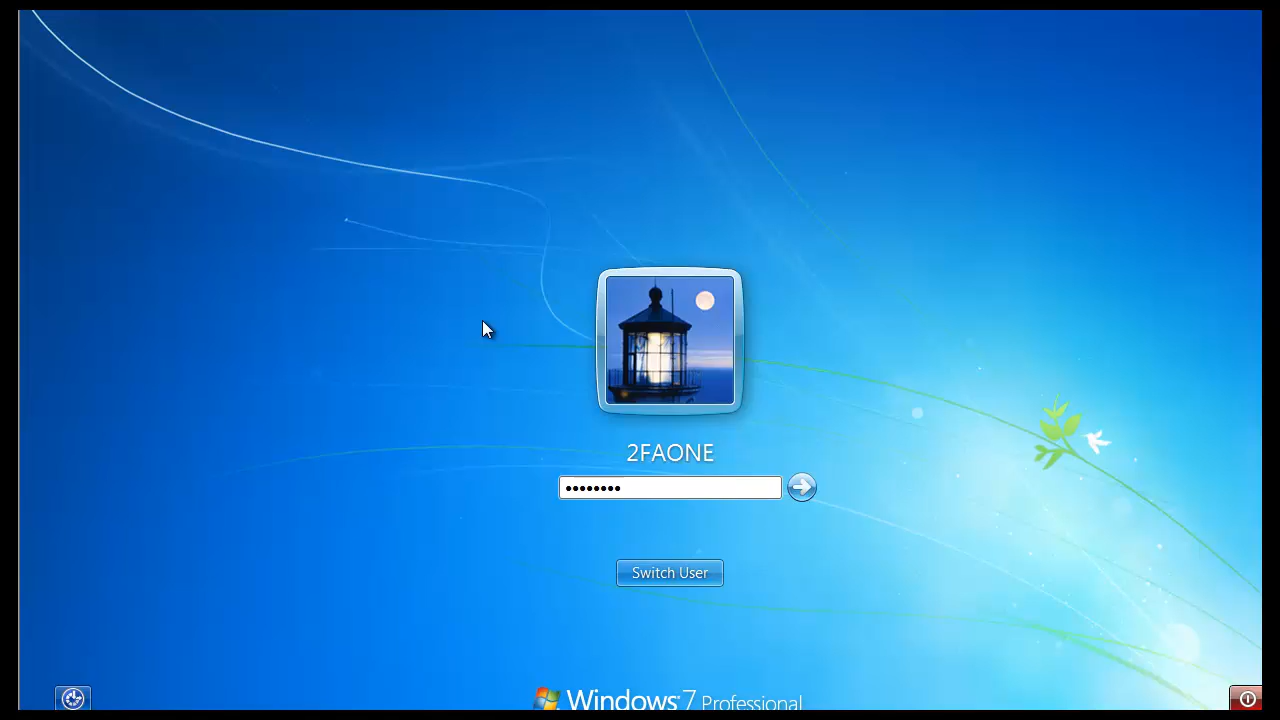 2FAONE
••••••••
Switch User
Windows 7 Professional